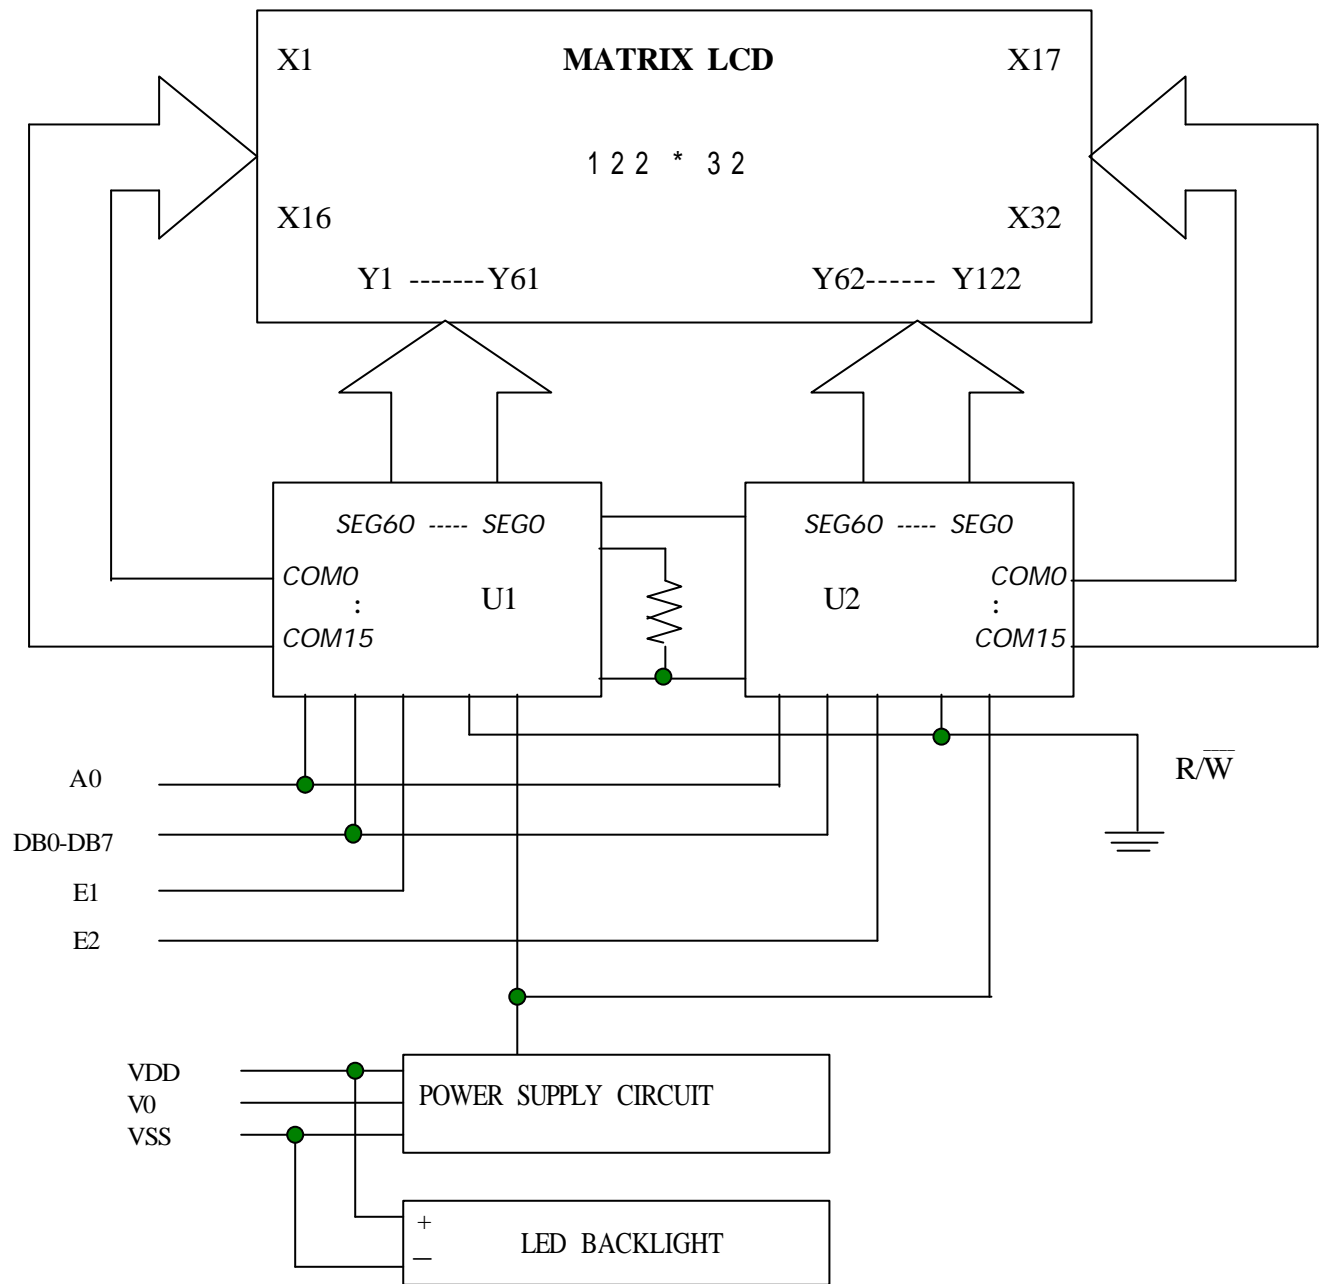 X1 MATRIX LCD X17
122 * 32
X16 X32
Y1 -------Y61 Y62------ Y122
SEG60 ----- SEG0 SEG60 ----- SEG0
COM0 COM0
: U1 U2 :
COM15 COM15
A0 R/W̅
DB0-DB7
E1
E2
VDD
POWER SUPPLY CIRCUIT
V0
VSS
+
LED BACKLIGHT
—